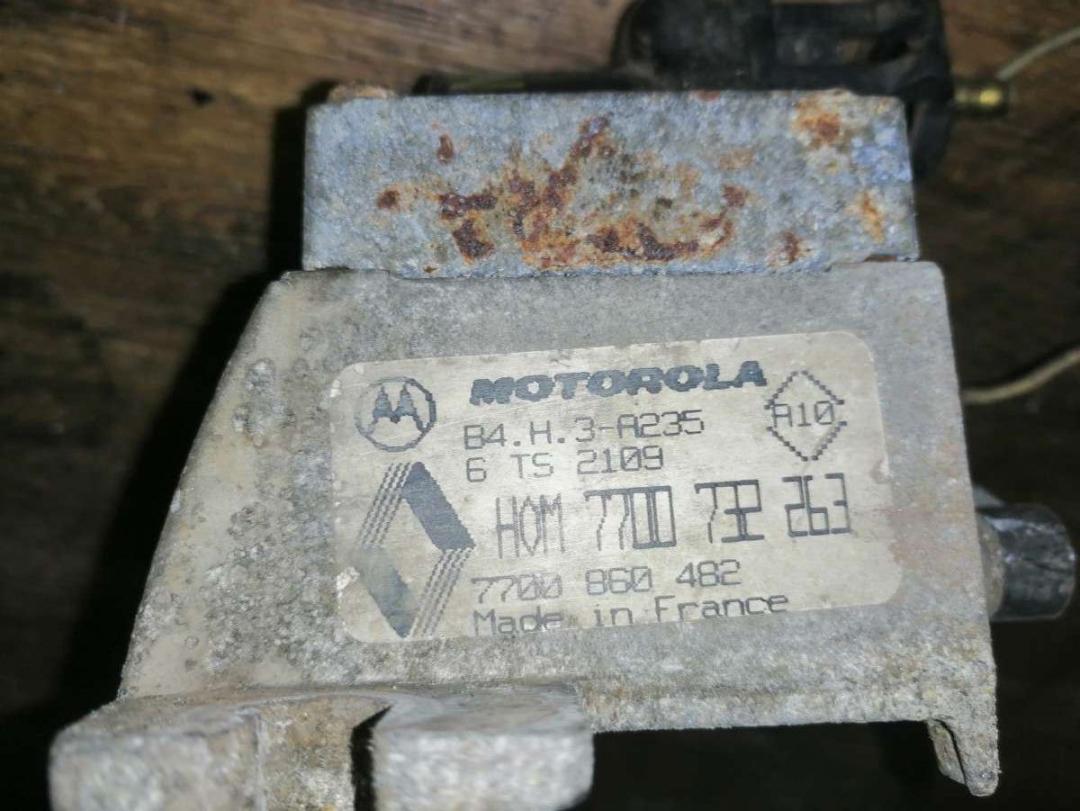 MOTOROLA
B4.H.3-A235
A10
6 TS 2109
HOM 7700 732 263
7700 860 482
Made in France